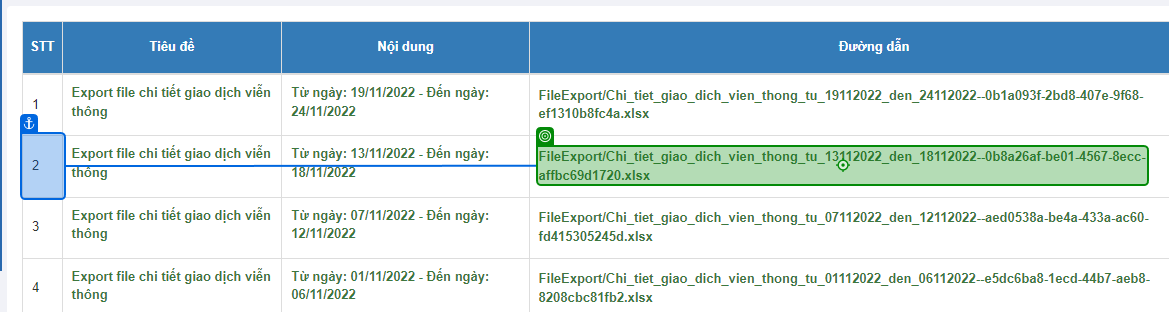 STT Tiêu đề Nội dung Đường dẫn
1 Export file chi tiết giao dịch viễn thông Từ ngày: 19/11/2022 - Đến ngày: 24/11/2022 FileExport/Chi_tiet_giao_dich_vien_thong_tu_19112022_den_24112022--0b1a093f-2bd8-407e-9f68-ef1310b8fc4a.xlsx
2 Export file chi tiết giao dịch viễn thông Từ ngày: 13/11/2022 - Đến ngày: 18/11/2022 FileExport/Chi_tiet_giao_dich_vien_thong_tu_13112022_den_18112022--0b8a26af-be01-4567-8ecc-affbc69d1720.xlsx
3 Export file chi tiết giao dịch viễn thông Từ ngày: 07/11/2022 - Đến ngày: 12/11/2022 FileExport/Chi_tiet_giao_dich_vien_thong_tu_07112022_den_12112022--aed0538a-be4a-433a-ac60-fd415305245d.xlsx
4 Export file chi tiết giao dịch viễn thông Từ ngày: 01/11/2022 - Đến ngày: 06/11/2022 FileExport/Chi_tiet_giao_dich_vien_thong_tu_01112022_den_06112022--e5dc6ba8-1ecd-44b7-aeb8-8208cbc81fb2.xlsx